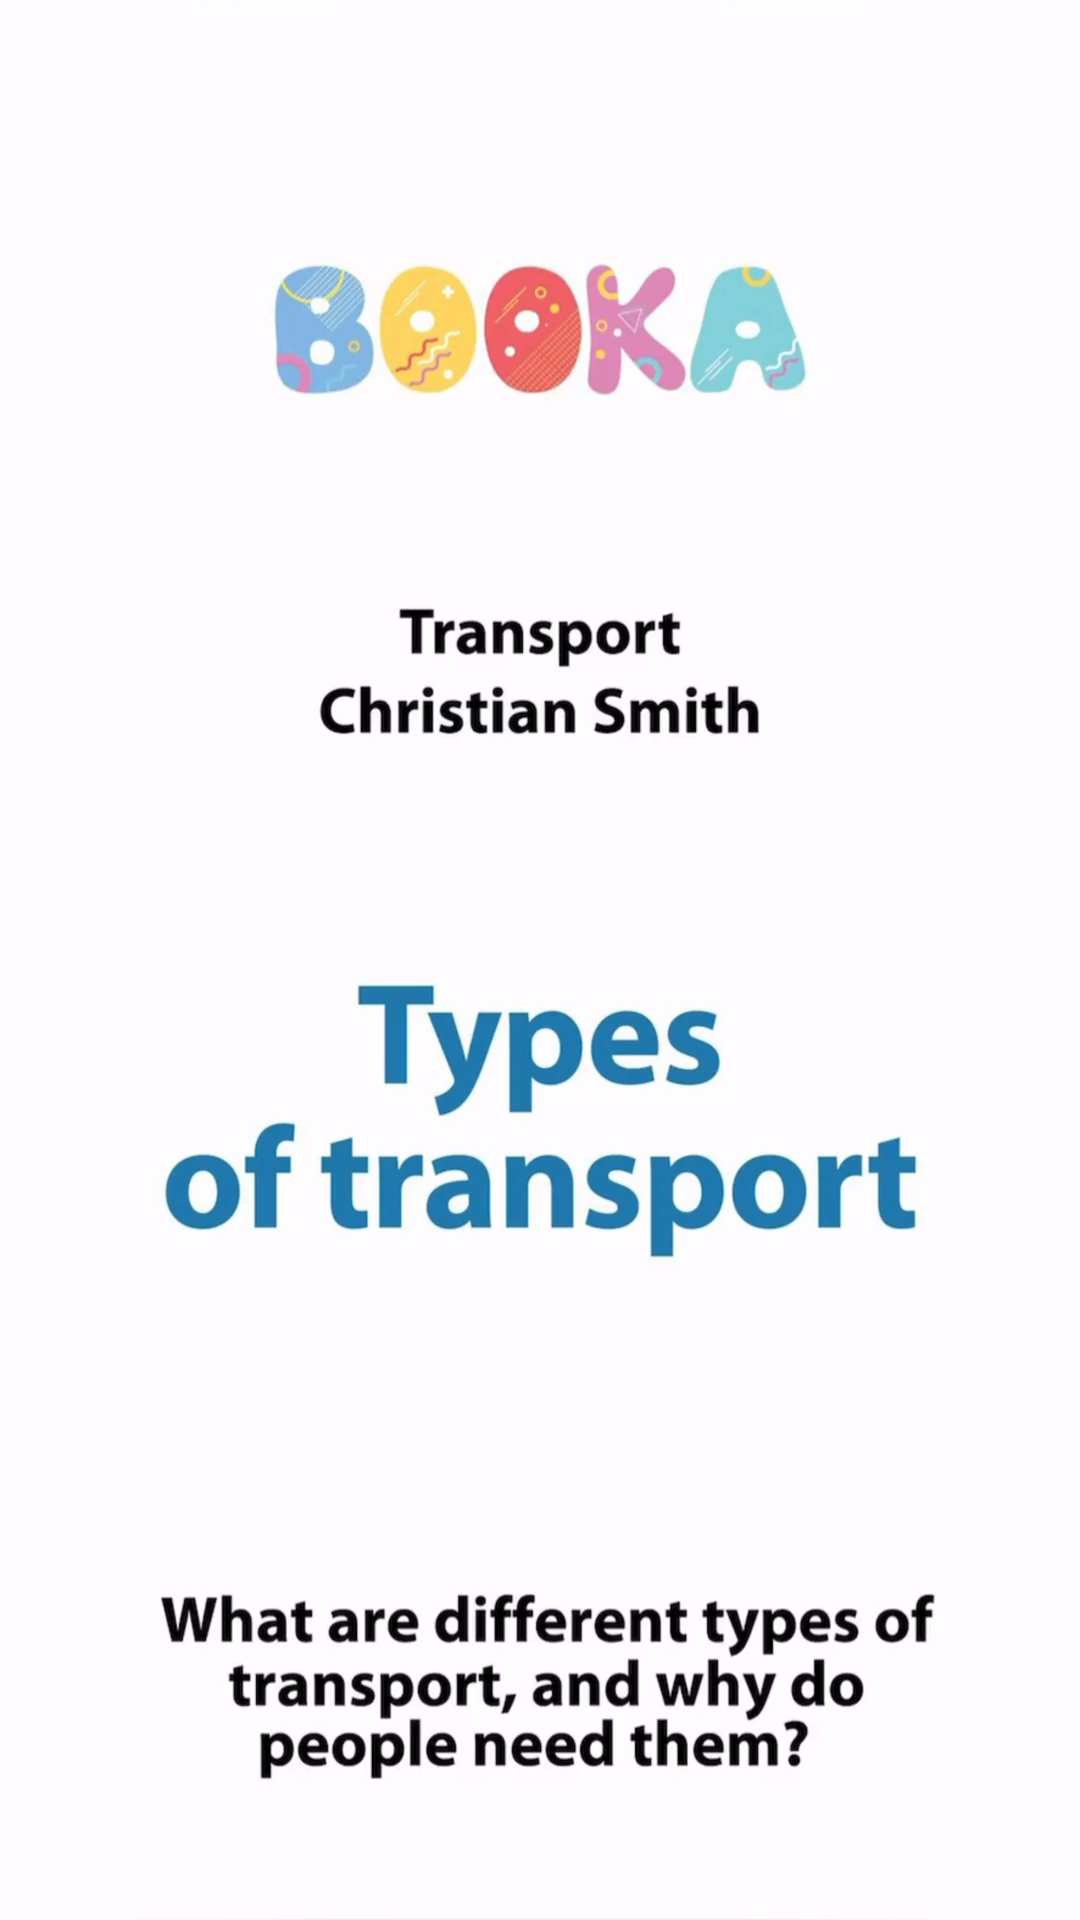 BOOKA
Transport
Christian Smith
Types
of transport
What are different types of
transport, and why do
people need them?